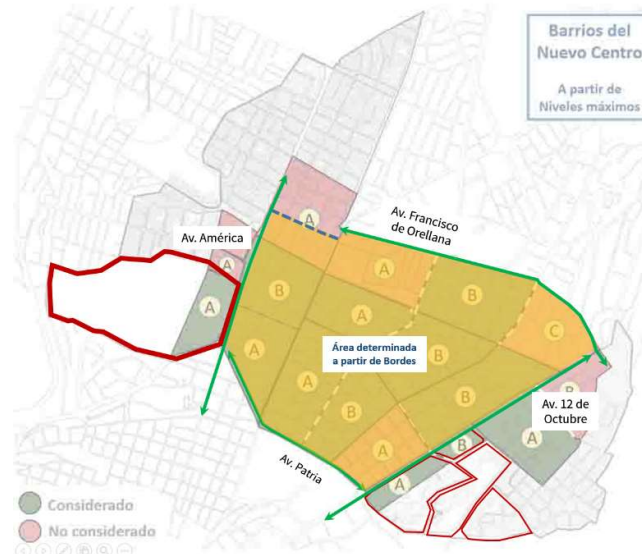 Barrios del
Nuevo Centro
A partir de
Niveles máximos
A
Av. Francisco
de Orellana
Av. América
A
A
B
A
B
A
C
A
A
B
Área determinada
a partir de Bordes
B
B
B
A
B
Av. 12 de
Octubre
A
B
A
Av. Patria
Considerado
No considerado